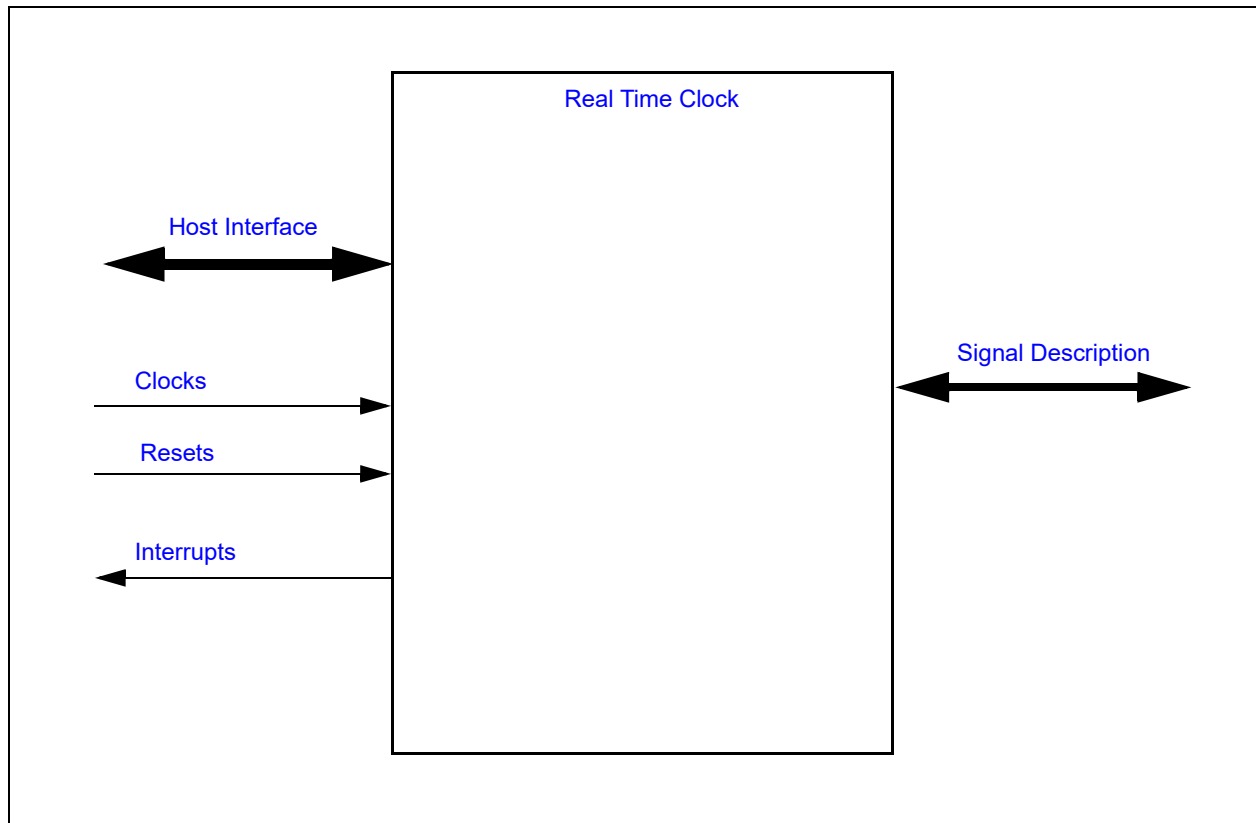 Real Time Clock
Host Interface
Signal Description
Clocks
Resets
Interrupts